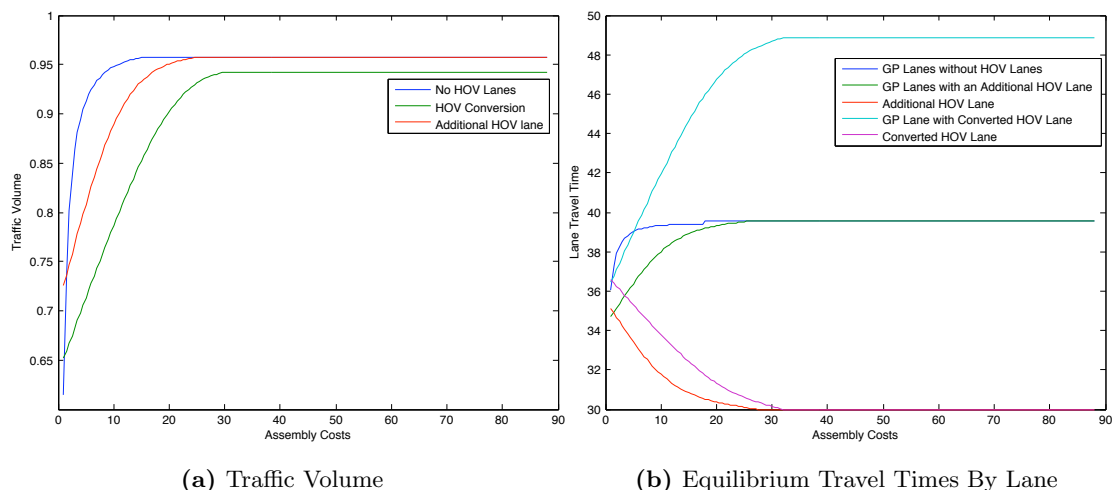 1
0.95
0.9
0.85
0.8
0.75
0.7
0.65
0 10 20 30 40 50 60 70 80 90
Traffic Volume
Assembly Costs
No HOV Lanes
HOV Conversion
Additional HOV lane
(a) Traffic Volume
50
48
46
44
42
40
38
36
34
32
30
0 10 20 30 40 50 60 70 80 90
Lane Travel Time
Assembly Costs
GP Lanes without HOV Lanes
GP Lanes with an Additional HOV Lane
Additional HOV Lane
GP Lane with Converted HOV Lane
Converted HOV Lane
(b) Equilibrium Travel Times By Lane